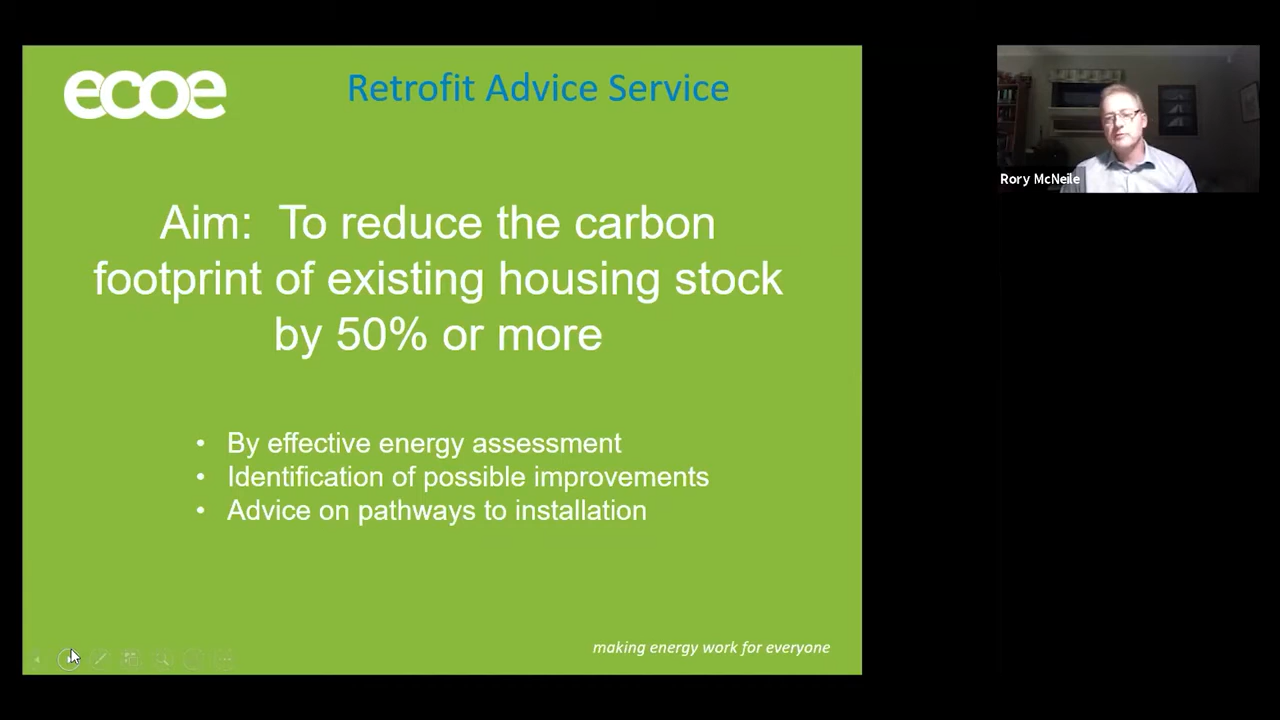 ecoe
Retrofit Advice Service
Aim: To reduce the carbon
footprint of existing housing stock
by 50% or more
• By effective energy assessment
• Identification of possible improvements
• Advice on pathways to installation
making energy work for everyone
Rory McNeile